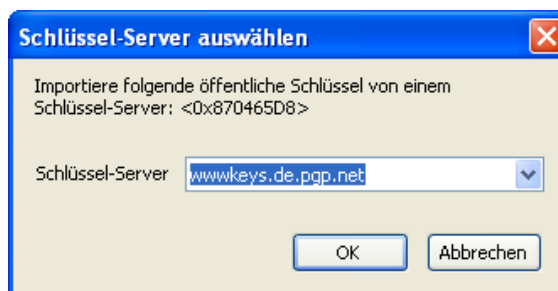 Schlüssel-Server auswählen
Importiere folgende öffentliche Schlüssel von einem
Schlüssel-Server: <0x870465D8>
Schlüssel-Server wwwkeys.de.pgp.net
OK Abbrechen